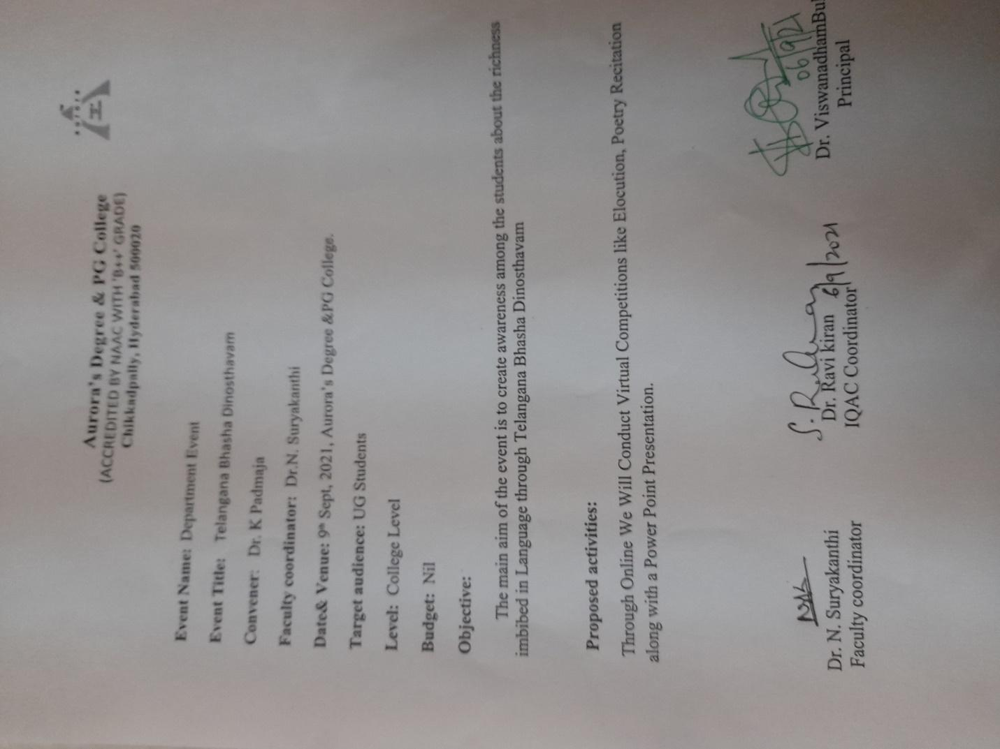 Aurora's Degree & PG College
(ACCREDITED BY NAAC WITH 'B++' GRADE)
Chikkadpally, Hyderabad 500020
Event Name: Department Event
Event Title: Telangana Bhasha Dinosthavam
Convener: Dr. K Padmaja
Faculty coordinator: Dr.N. Suryakanthi
Date& Venue: 9th Sept, 2021, Aurora's Degree &PG College.
Target audience: UG Students
Level: College Level
Budget: Nil
Objective:
The main aim of the event is to create awareness among the students about the richness
imbibed in Language through Telangana Bhasha Dinosthavam
Proposed activities:
Through Online We Will Conduct Virtual Competitions like Elocution, Poetry Recitation
along with a Power Point Presentation.
6/9/2021
06/9/21
Dr. N. Suryakanthi Dr. Ravi kiran Dr. ViswanadhamBul
Faculty coordinator IQAC Coordinator Principal